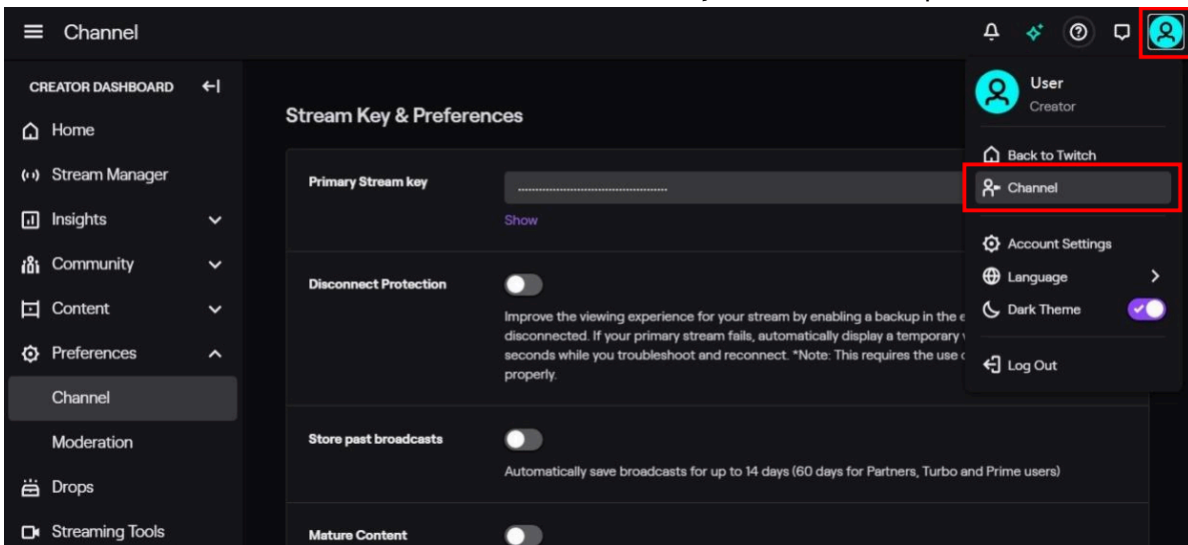 Channel
CREATOR DASHBOARD
Home
Stream Manager
Insights
Community
Content
Preferences
Channel
Moderation
Drops
Streaming Tools
Stream Key & Preferences
Primary Stream key
Show
Disconnect Protection
Improve the viewing experience for your stream by enabling a backup in the
disconnected. If your primary stream fails, automatically display a temporary
seconds while you troubleshoot and reconnect. *Note: This requires the use
properly.
Store past broadcasts
Automatically save broadcasts for up to 14 days (60 days for Partners, Turbo and Prime users)
Mature Content
User
Creator
Back to Twitch
Channel
Account Settings
Language
Dark Theme
Log Out